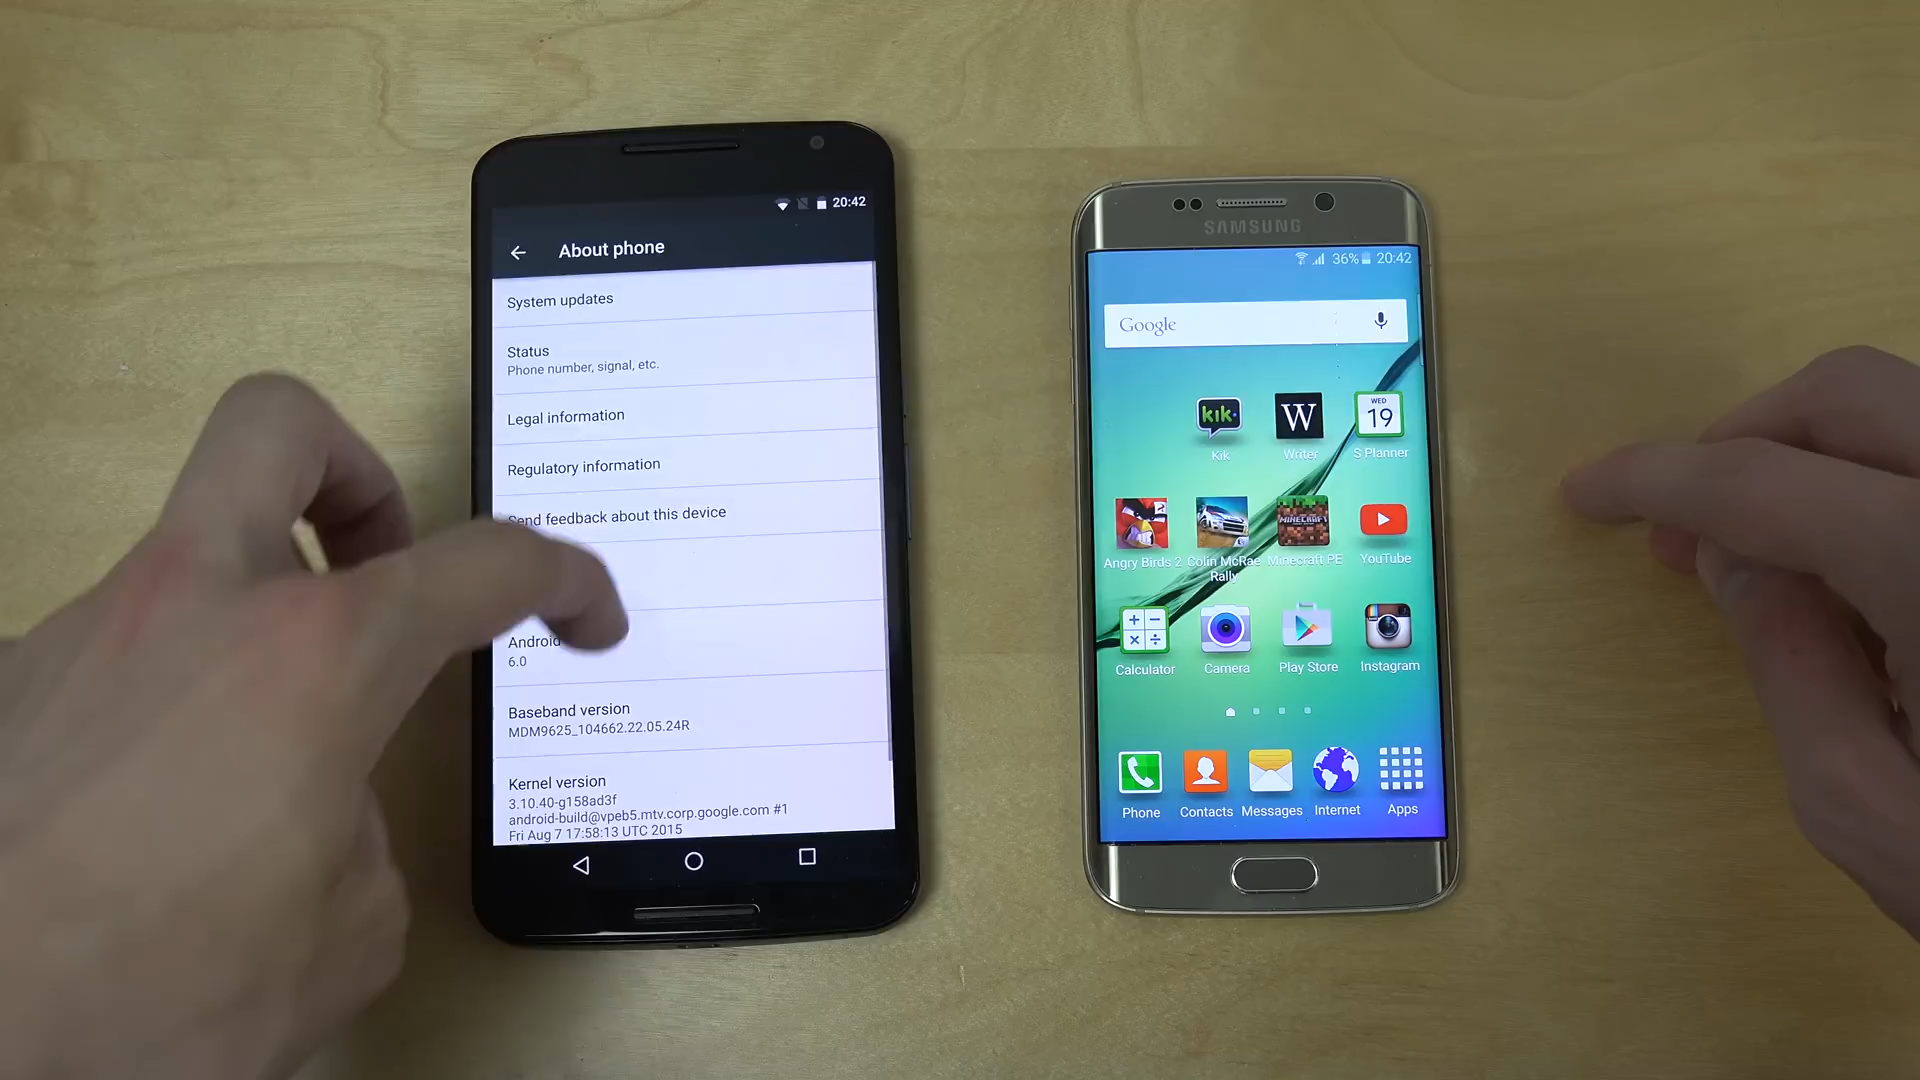 20:42
About phone
System updates
Status
Phone number, signal, etc.
Legal information
Regulatory information
Send feedback about this device
Android
6.0
Baseband version
MDM9625_104662.22.05.24R
Kernel version
3.10.40-g158ad3f
android-build@vpeb5.mtv.corp.google.com #1
Fri Aug 7 17:58:13 UTC 2015
SAMSUNG
36% 20:42
Google
kik
W
WED
19
Kik
Writer
S Planner
2
MINECRAFT
Angry Birds 2
Colin McRae
Rally
Minecraft PE
YouTube
+ −
× ÷
Calculator
Camera
Play Store
Instagram
Phone
Contacts
Messages
Internet
Apps